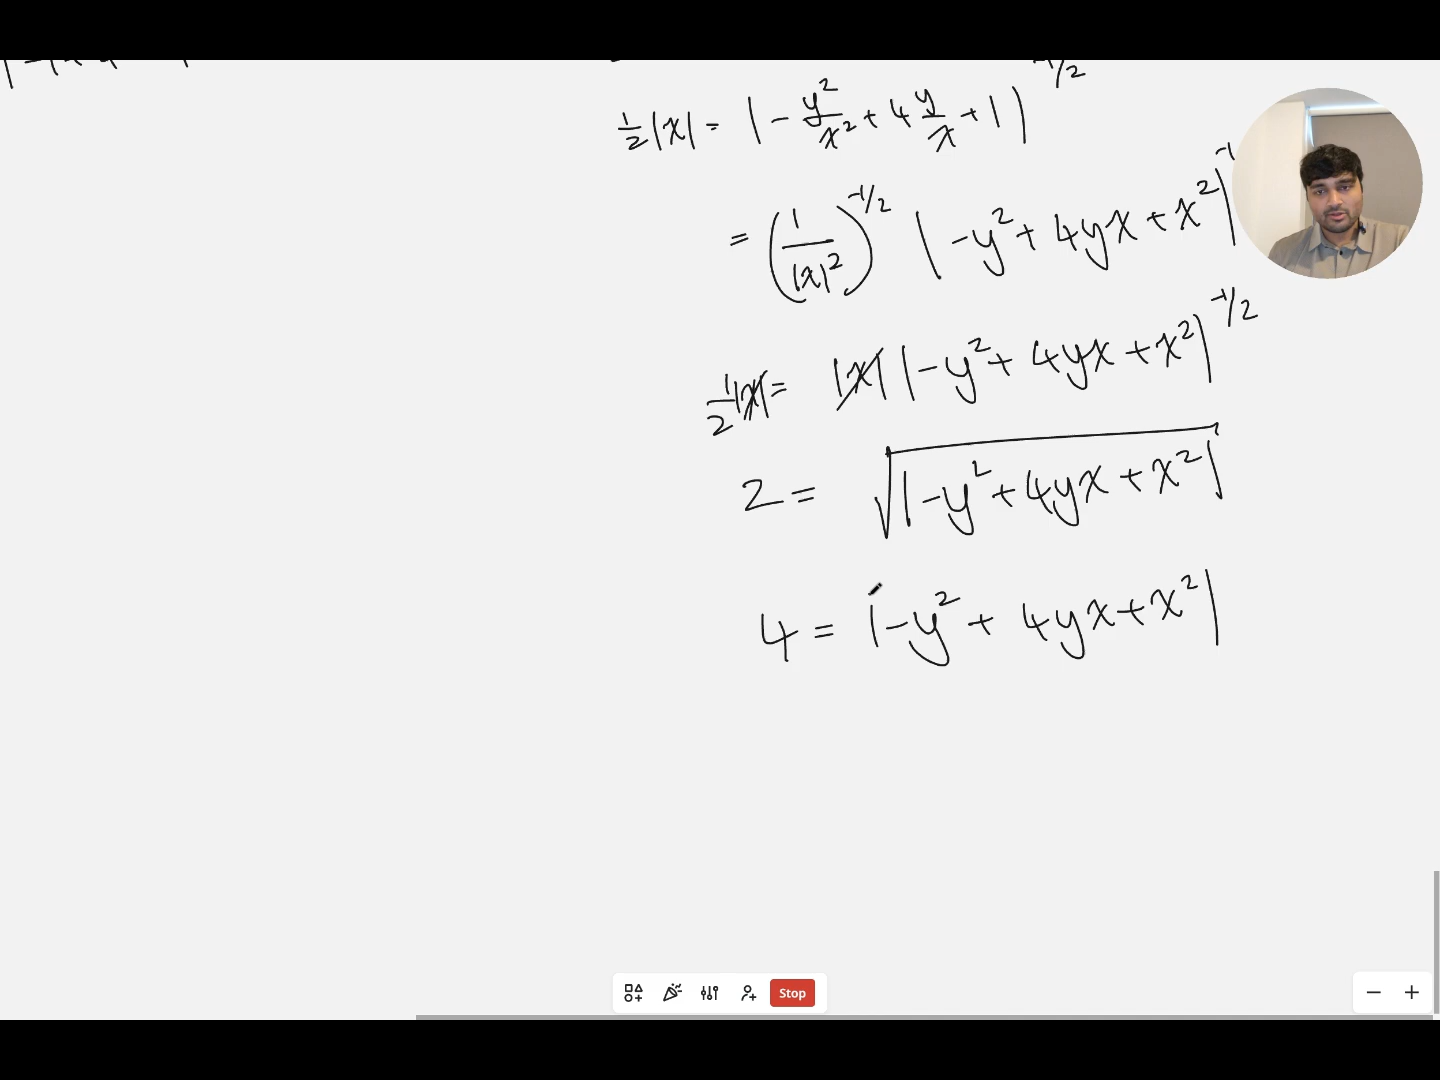 ½|x| = |-y²/x² + 4y/x + 1|^(-1/2)
= (1/|x|²)^(-1/2) |-y² + 4yx + x²|^(-1
½|x| = |x| |-y² + 4yx + x²|^(-1/2)
2 = √|-y² + 4yx + x²|
4 = |-y² + 4yx + x²|
Stop